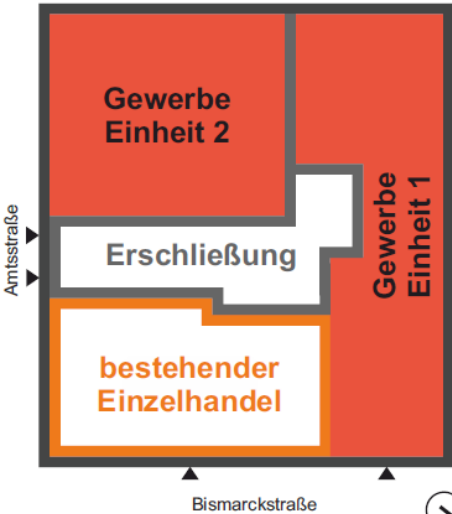 Gewerbe
Einheit 2
Gewerbe
Einheit 1
Amtsstraße
Erschließung
bestehender
Einzelhandel
Bismarckstraße